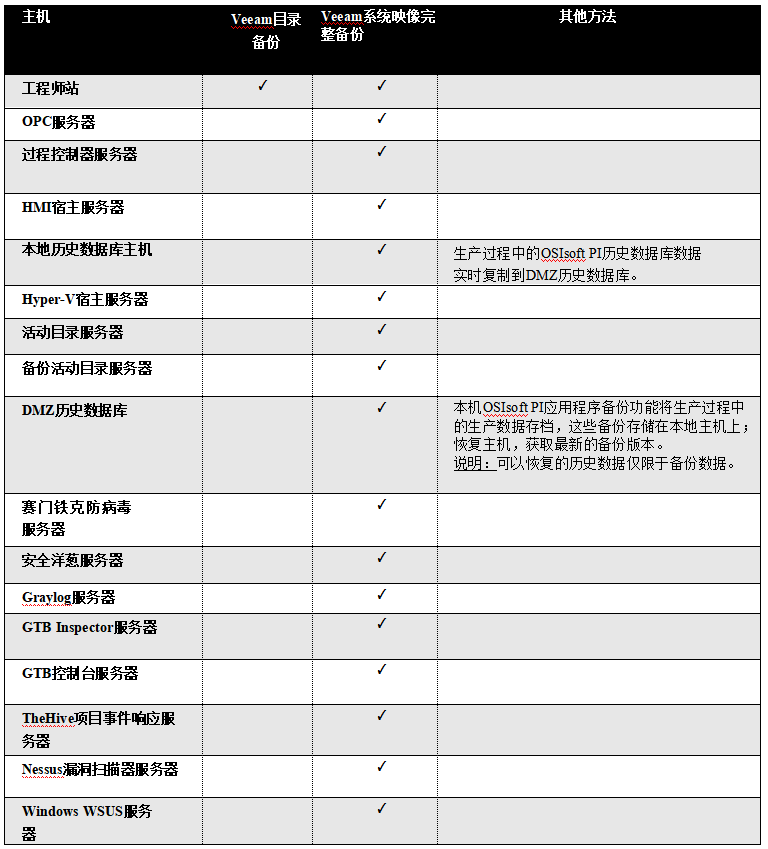 主机
Veeam目录
备份
Veeam系统映像完
整备份
其他方法
工程师站 ✓ ✓
OPC服务器 ✓
过程控制器服务器 ✓
HMI宿主服务器 ✓
本地历史数据库主机 ✓
生产过程中的OSIsoft PI历史数据库数据
实时复制到DMZ历史数据库。
Hyper-V宿主服务器 ✓
活动目录服务器 ✓
备份活动目录服务器 ✓
DMZ历史数据库 ✓
本机OSIsoft PI应用程序备份功能将生产过程中
的生产数据存档，这些备份存储在本地主机上；
恢复主机，获取最新的备份版本。
说明：可以恢复的历史数据仅限于备份数据。
赛门铁克防病毒 ✓
服务器
安全洋葱服务器 ✓
Graylog服务器 ✓
GTB Inspector服务器 ✓
GTB控制台服务器 ✓
TheHive项目事件响应服 ✓
务器
Nessus漏洞扫描器服务器 ✓
Windows WSUS服务 ✓
器